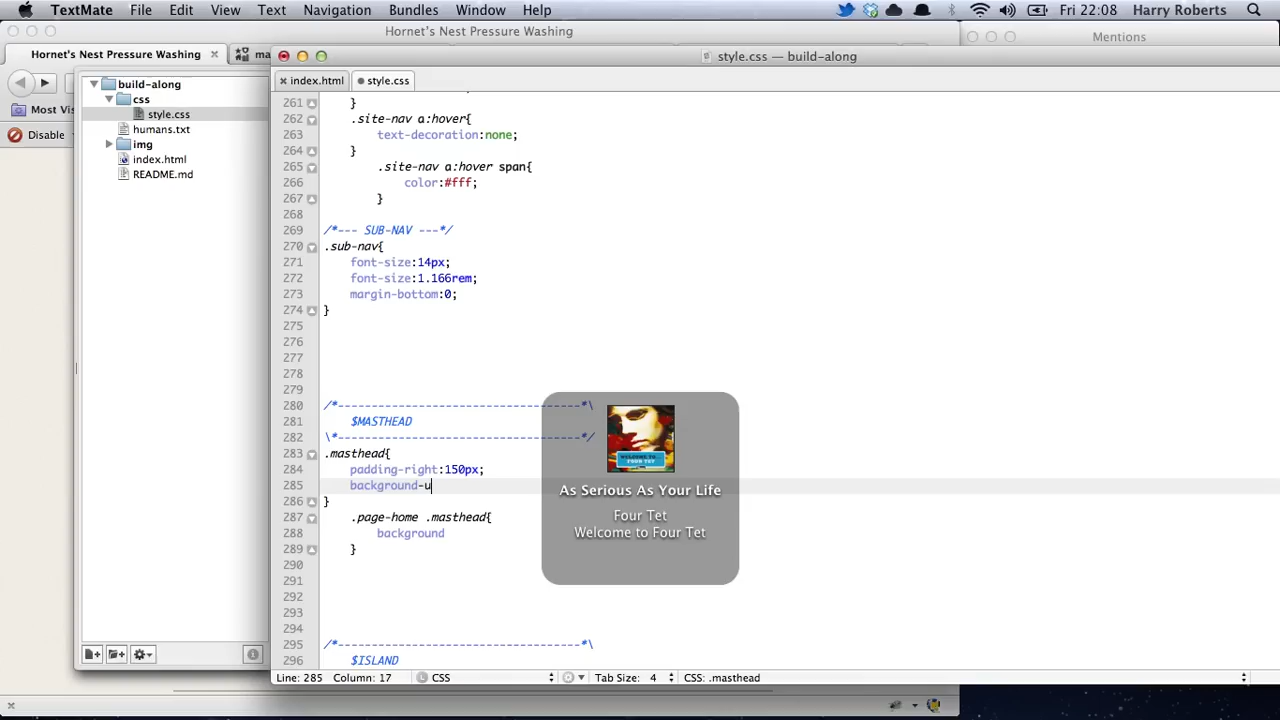 TextMate File Edit View Text Navigation Bundles Window Help Fri 22:08 Harry Roberts
Hornet's Nest Pressure Washing
Mentions
Hornet's Nest Pressure Washing
ma
style.css — build-along
index.html
style.css
Most Vis
Disable
build-along
css
style.css
humans.txt
img
index.html
README.md
261 }
262 .site-nav a:hover{
263 text-decoration:none;
264 }
265 .site-nav a:hover span{
266 color:#fff;
267 }
268
269 /*--- SUB-NAV ---*/
270 .sub-nav{
271 font-size:14px;
272 font-size:1.166rem;
273 margin-bottom:0;
274 }
275
276
277
278
279
280 /*------------------------------------*\
281 $MASTHEAD
282 \*------------------------------------*/
283 .masthead{
284 padding-right:150px;
285 background-u
286 }
287 .page-home .masthead{
288 background
289 }
290
291
292
293
294
295 /*------------------------------------*\
296 $ISLAND
WELCOME TO...
FOUR TET
As Serious As Your Life
Four Tet
Welcome to Four Tet
Line: 285 Column: 17 CSS Tab Size: 4 CSS: .masthead